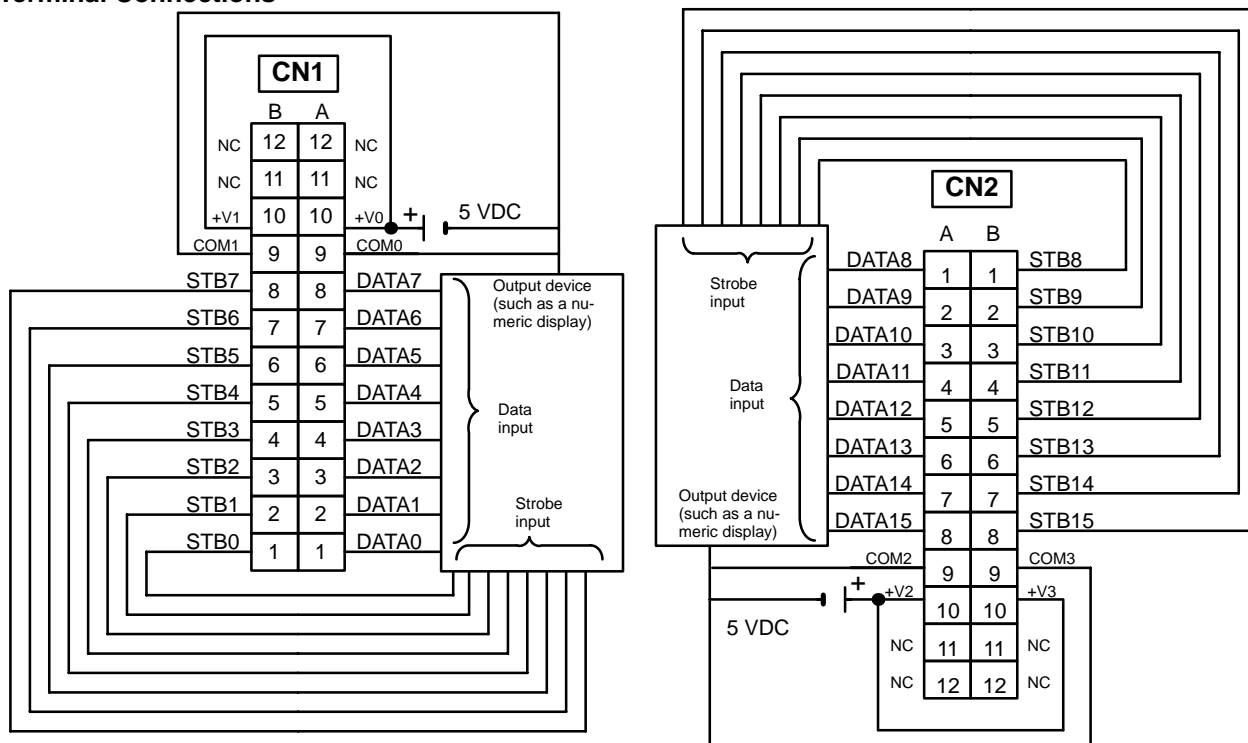 Terminal Connections
CN1
B A
NC 12 12 NC
NC 11 11 NC
+V1 10 10 +V0 + 5 VDC
COM1 9 9 COM0
STB7 8 8 DATA7
STB6 7 7 DATA6
STB5 6 6 DATA5
STB4 5 5 DATA4
STB3 4 4 DATA3
STB2 3 3 DATA2
STB1 2 2 DATA1
STB0 1 1 DATA0
Output device
(such as a nu-
meric display)
Data
input
Strobe
input
CN2
A B
DATA8 1 1 STB8
DATA9 2 2 STB9
DATA10 3 3 STB10
DATA11 4 4 STB11
DATA12 5 5 STB12
DATA13 6 6 STB13
DATA14 7 7 STB14
DATA15 8 8 STB15
COM2 9 9 COM3
+ +V2 10 10 +V3
NC 11 11 NC
NC 12 12 NC
Strobe
input
Data
input
Output device
(such as a nu-
meric display)
5 VDC